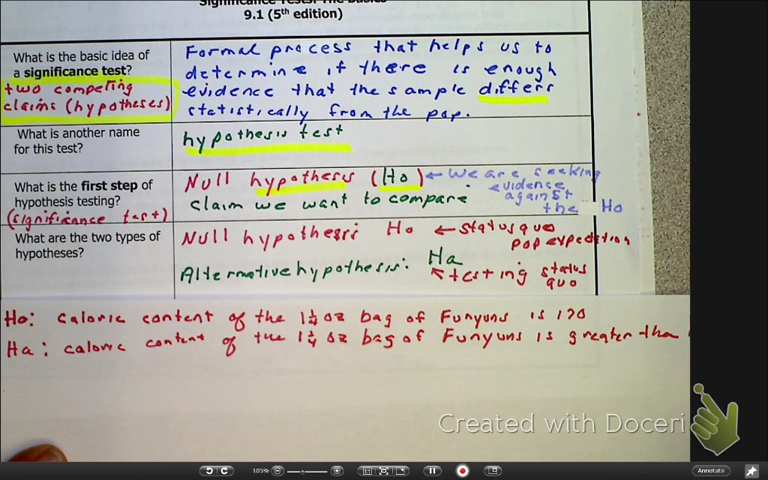 Significance Tests: The Basics
9.1 (5th edition)
What is the basic idea of
a significance test?
two competing
claims (hypotheses)
Formal process that helps us to
determine if there is enough
evidence that the sample differs
statistically from the pop.
What is another name
for this test?
hypothesis test
What is the first step of
hypothesis testing?
(significance test)
Null hypothesis (Ho) ← we are seeking
evidence
against
the Ho
claim we want to compare
What are the two types of
hypotheses?
Null hypothesis Ho ← status quo
pop expectation
Alternative hypothesis: Ha
↖ testing status
quo
Ho: caloric content of the 1 1/4 oz bag of Funyuns is 170
Ha: caloric content of the 1 1/4 oz bag of Funyuns is greater than
Created with Doceri
105%
Annotate